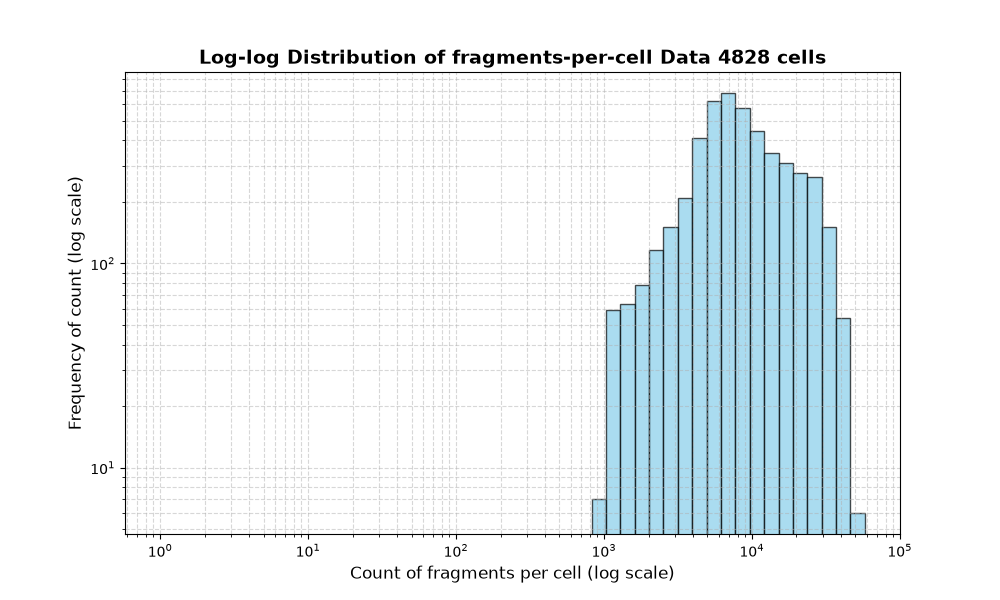 Log-log Distribution of fragments-per-cell Data 4828 cells
Frequency of count (log scale)
10²
10¹
10⁰ 10¹ 10² 10³ 10⁴ 10⁵
Count of fragments per cell (log scale)